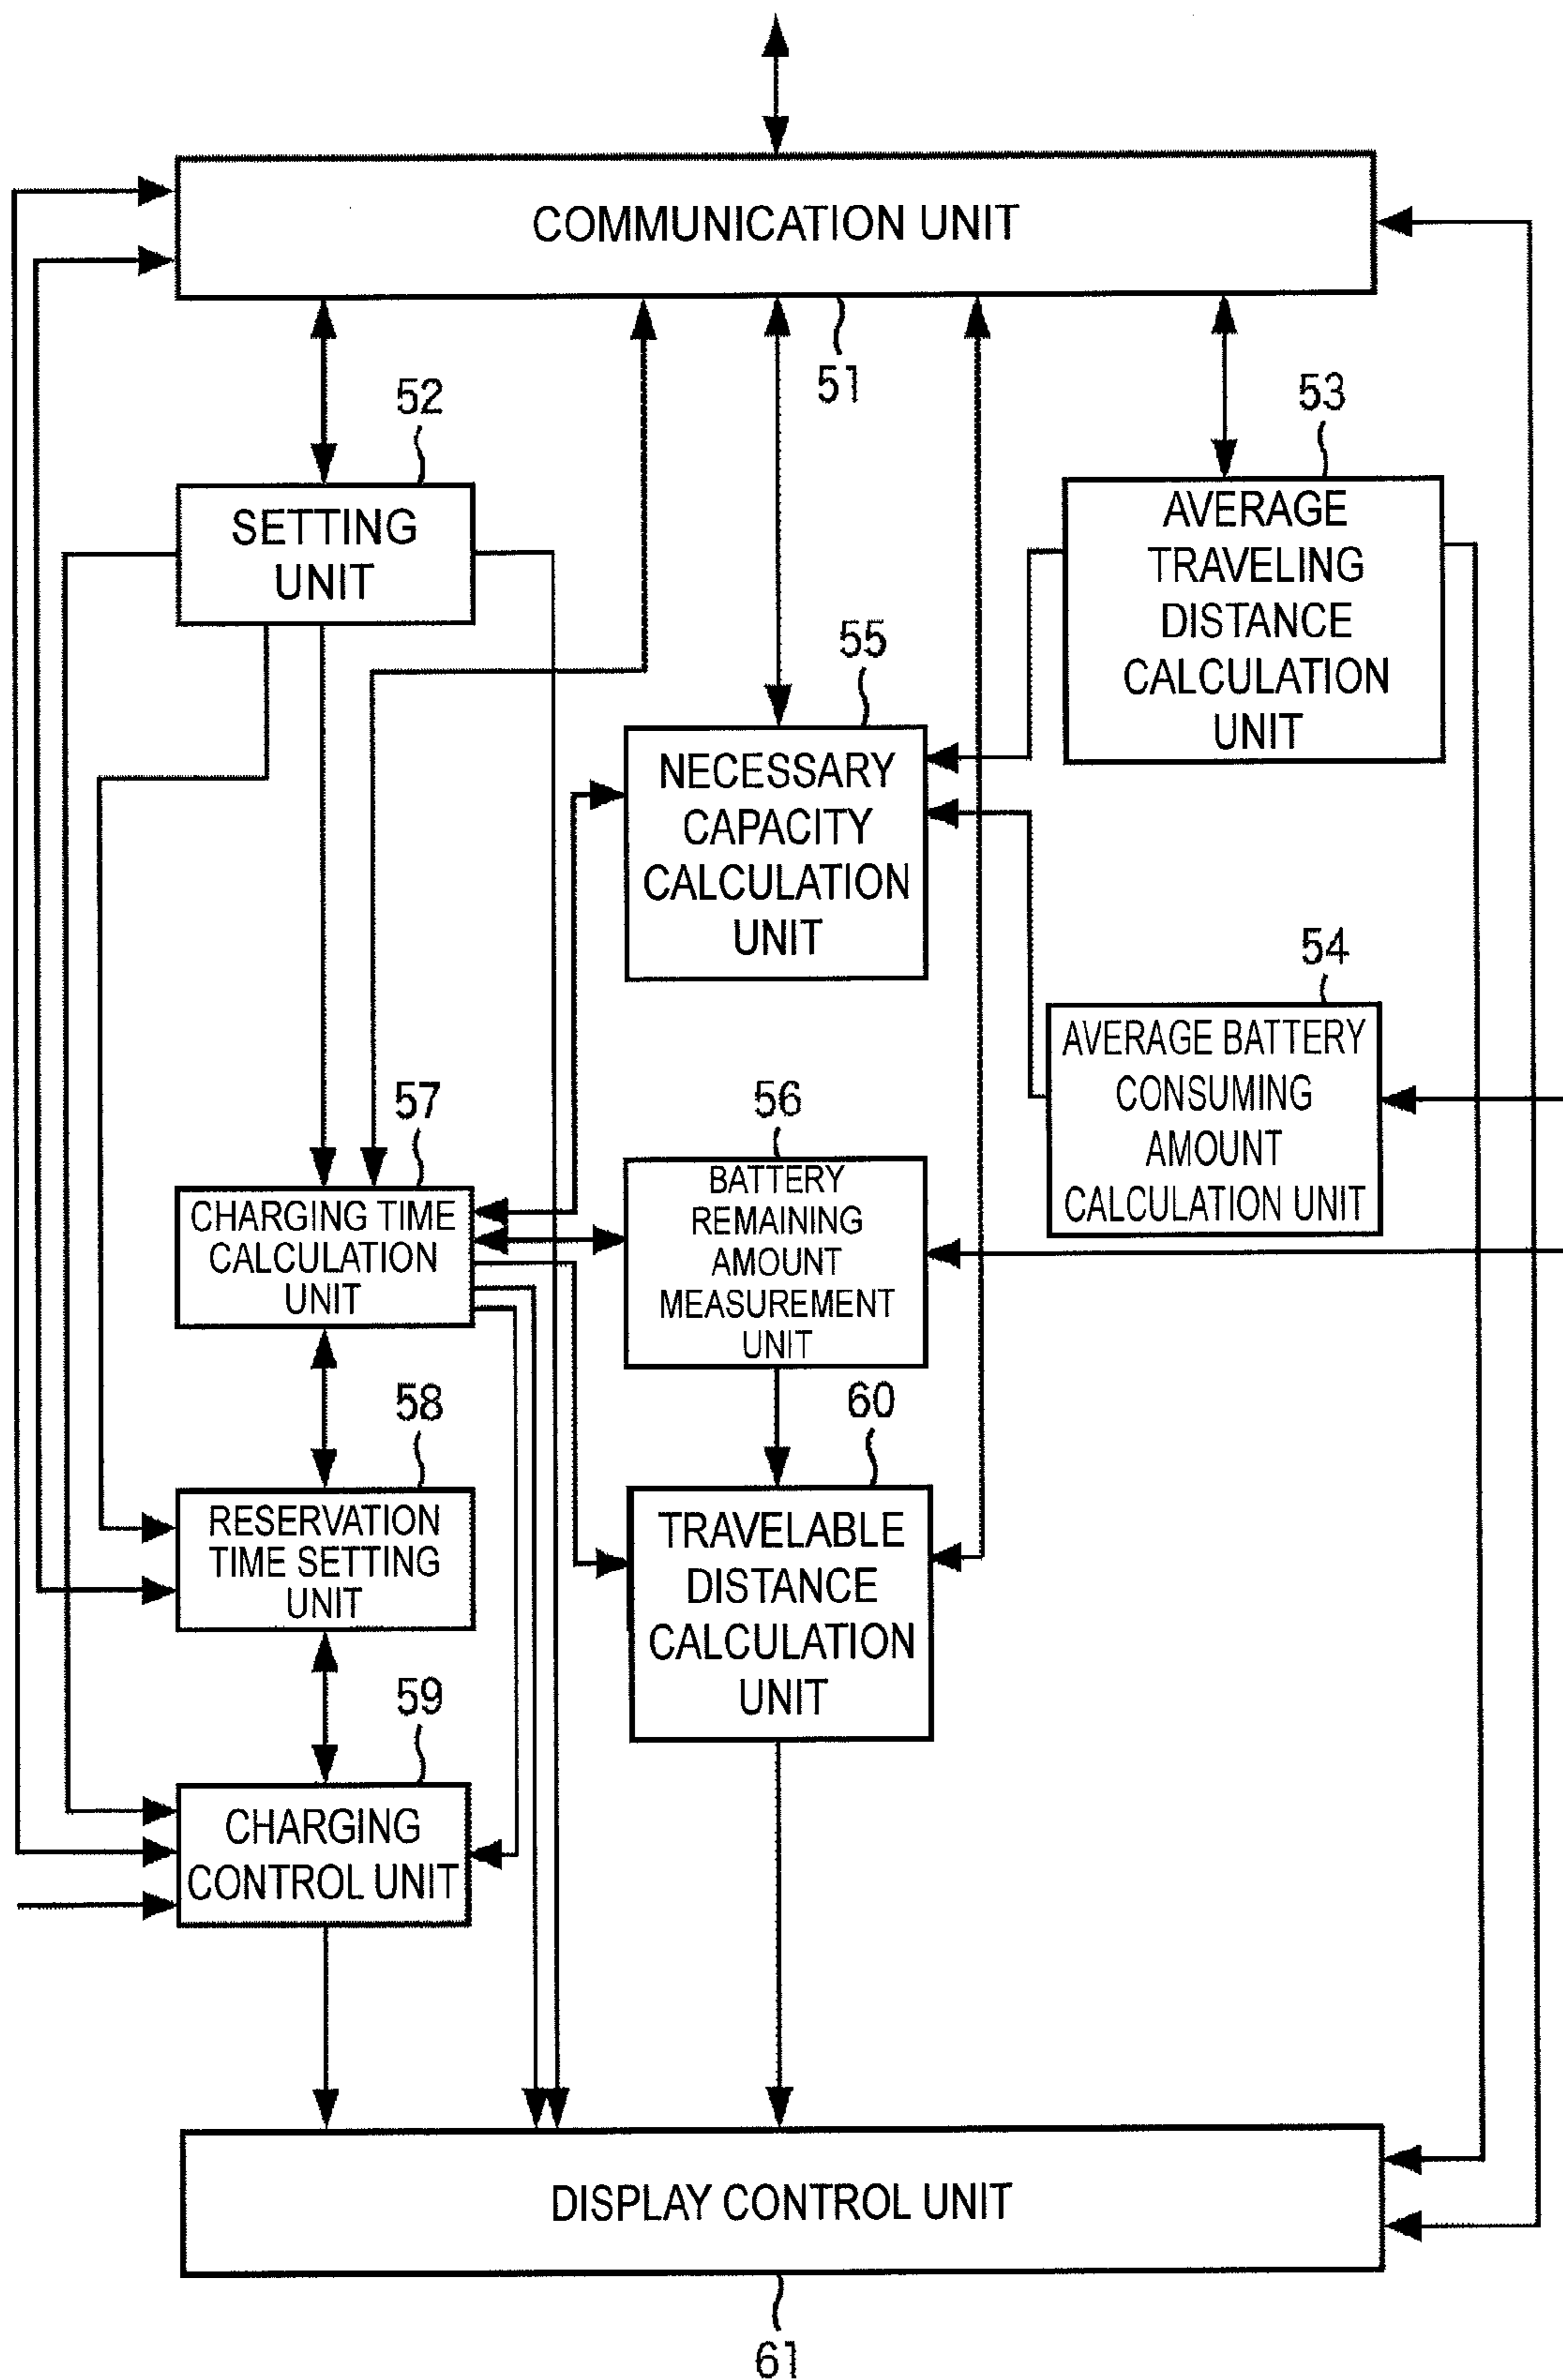 COMMUNICATION UNIT
51
52
SETTING
UNIT
53
AVERAGE
TRAVELING
DISTANCE
CALCULATION
UNIT
55
NECESSARY
CAPACITY
CALCULATION
UNIT
54
AVERAGE BATTERY
CONSUMING
AMOUNT
CALCULATION UNIT
57
CHARGING TIME
CALCULATION
UNIT
56
BATTERY
REMAINING
AMOUNT
MEASUREMENT
UNIT
58
RESERVATION
TIME SETTING
UNIT
60
TRAVELABLE
DISTANCE
CALCULATION
UNIT
59
CHARGING
CONTROL UNIT
DISPLAY CONTROL UNIT
61